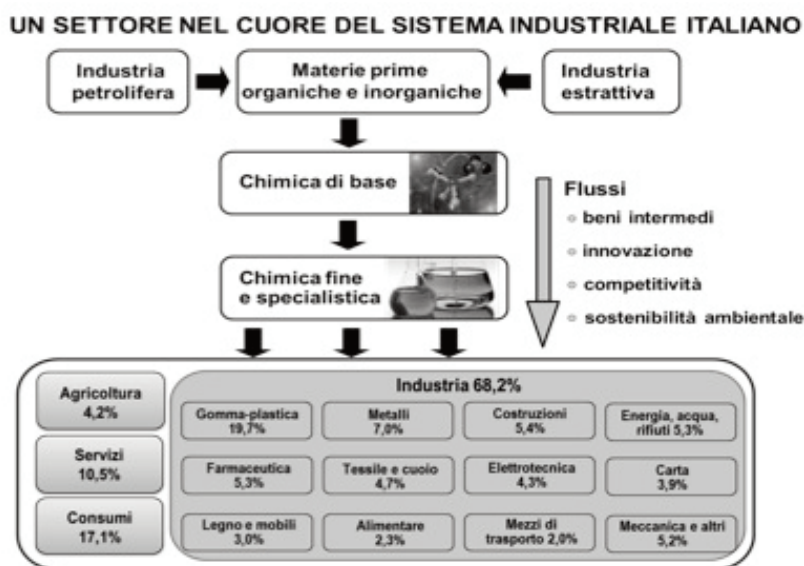 UN SETTORE NEL CUORE DEL SISTEMA INDUSTRIALE ITALIANO
Industria
petrolifera
Materie prime
organiche e inorganiche
Industria
estrattiva
Chimica di base
Flussi
beni intermedi
innovazione
competitività
sostenibilità ambientale
Chimica fine
e specialistica
Agricoltura
4,2%
Servizi
10,5%
Consumi
17,1%
Industria 68,2%
Gomma-plastica
19,7%
Metalli
7,0%
Costruzioni
5,4%
Energia, acqua,
rifiuti 5,3%
Farmaceutica
5,3%
Tessile e cuoio
4,7%
Elettrotecnica
4,3%
Carta
3,9%
Legno e mobili
3,0%
Alimentare
2,3%
Mezzi di
trasporto 2,0%
Meccanica e altri
5,2%